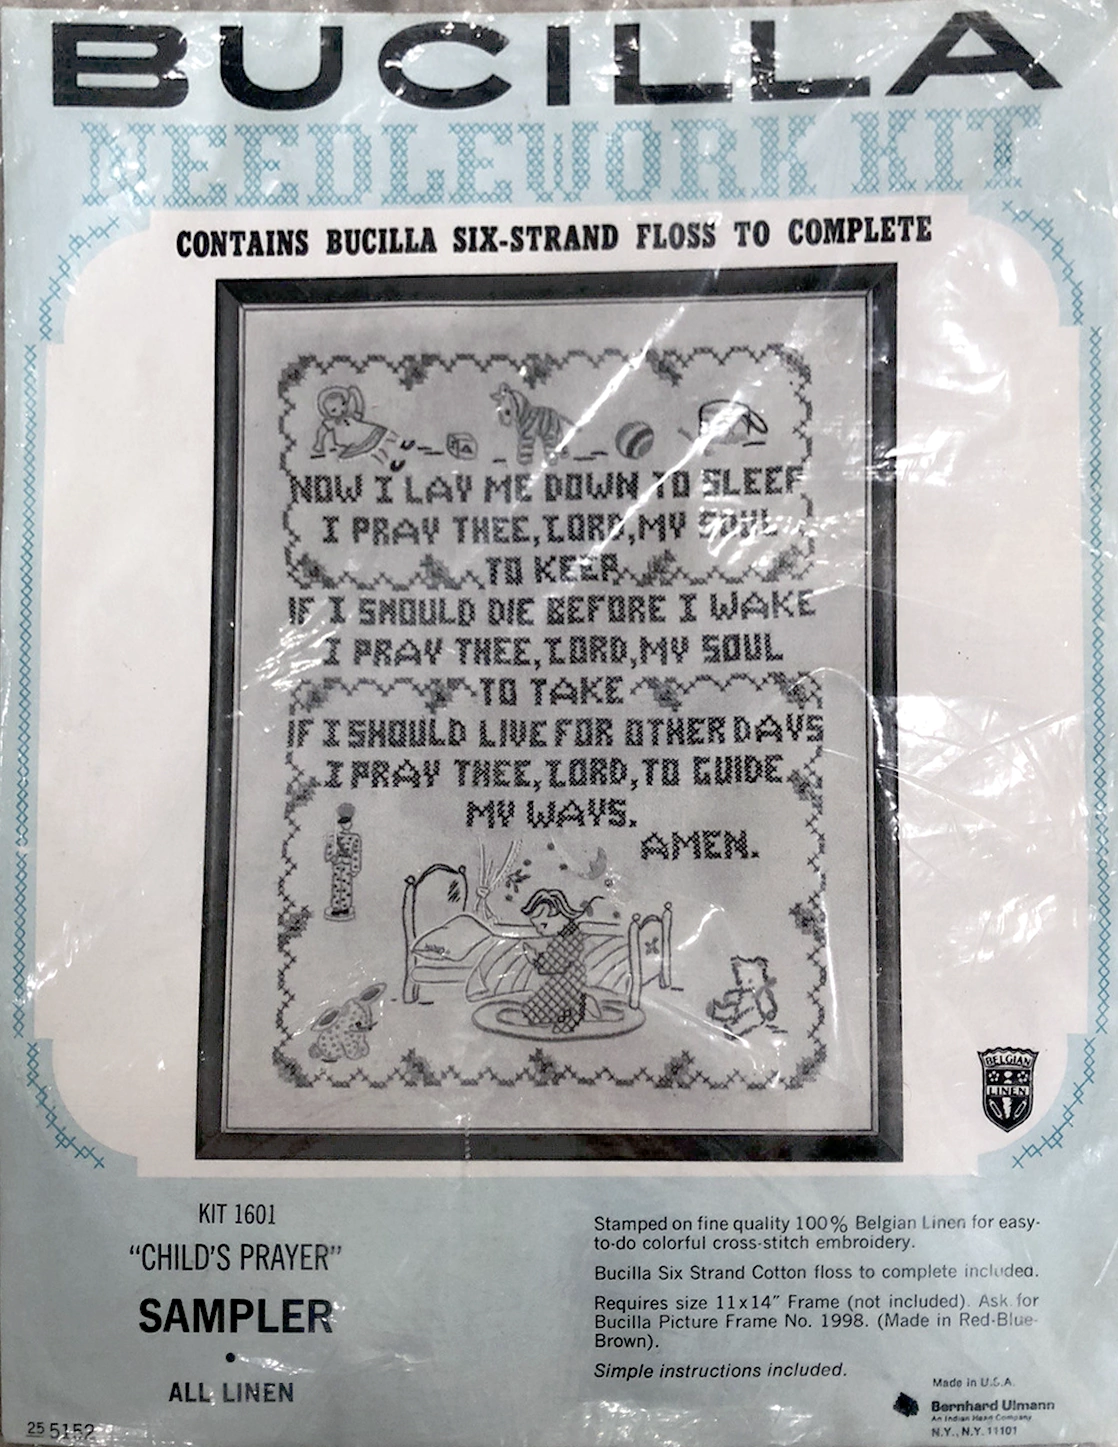 BUCILLA
NEEDLEWORK KIT
CONTAINS BUCILLA SIX-STRAND FLOSS TO COMPLETE
NOW I LAY ME DOWN TO SLEEP
I PRAY THEE, LORD, MY SOUL
TO KEEP
IF I SHOULD DIE BEFORE I WAKE
I PRAY THEE, LORD, MY SOUL
TO TAKE
IF I SHOULD LIVE FOR OTHER DAYS
I PRAY THEE, LORD, TO GUIDE
MY WAYS.
AMEN.
BELGIAN
LINEN
KIT 1601
“CHILD’S PRAYER”
SAMPLER
•
ALL LINEN
25 5152
Stamped on fine quality 100% Belgian Linen for easy-
to-do colorful cross-stitch embroidery.
Bucilla Six Strand Cotton floss to complete included.
Requires size 11x14” Frame (not included). Ask for
Bucilla Picture Frame No. 1998. (Made in Red-Blue-
Brown).
Simple instructions included.
Made in U.S.A.
Bernhard Ulmann
An Indian Head Company
N.Y., N.Y. 11101